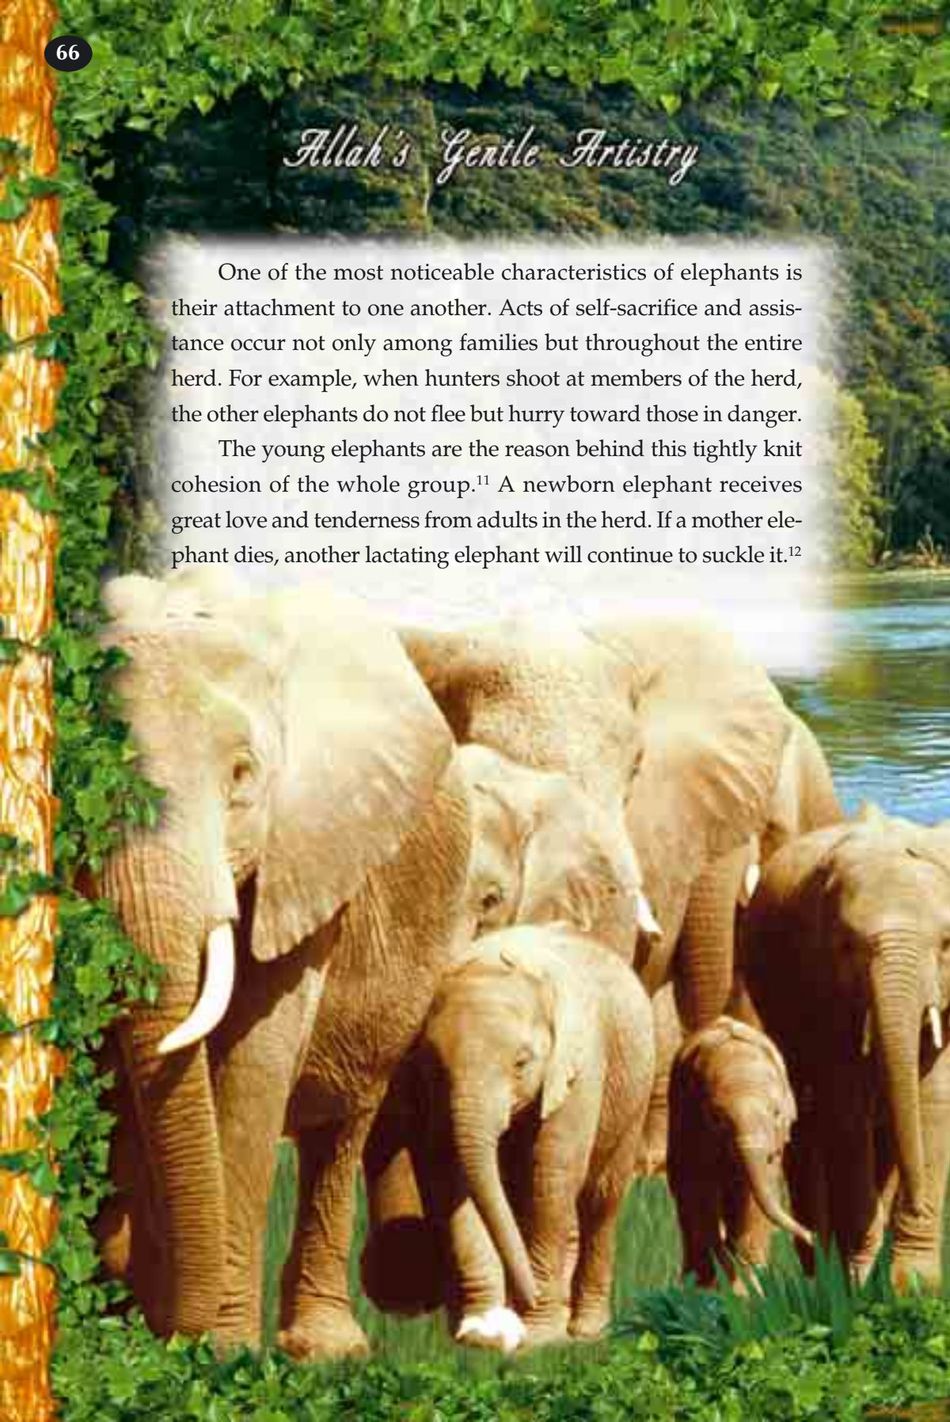 66
Allah's Gentle Artistry
One of the most noticeable characteristics of elephants is
their attachment to one another. Acts of self-sacrifice and assis-
tance occur not only among families but throughout the entire
herd. For example, when hunters shoot at members of the herd,
the other elephants do not flee but hurry toward those in danger.
The young elephants are the reason behind this tightly knit
cohesion of the whole group.11 A newborn elephant receives
great love and tenderness from adults in the herd. If a mother ele-
phant dies, another lactating elephant will continue to suckle it.12